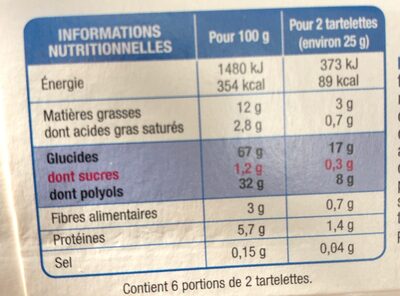 INFORMATIONS NUTRITIONNELLES Pour 100 g Pour 2 tartelettes (environ 25 g)
Énergie 1480 kJ 354 kcal 373 kJ 89 kcal
Matières grasses 12 g 3 g
dont acides gras saturés 2,8 g 0,7 g
Glucides 67 g 17 g
dont sucres 1,2 g 0,3 g
dont polyols 32 g 8 g
Fibres alimentaires 3 g 0,7 g
Protéines 5,7 g 1,4 g
Sel 0,15 g 0,04 g
Contient 6 portions de 2 tartelettes.